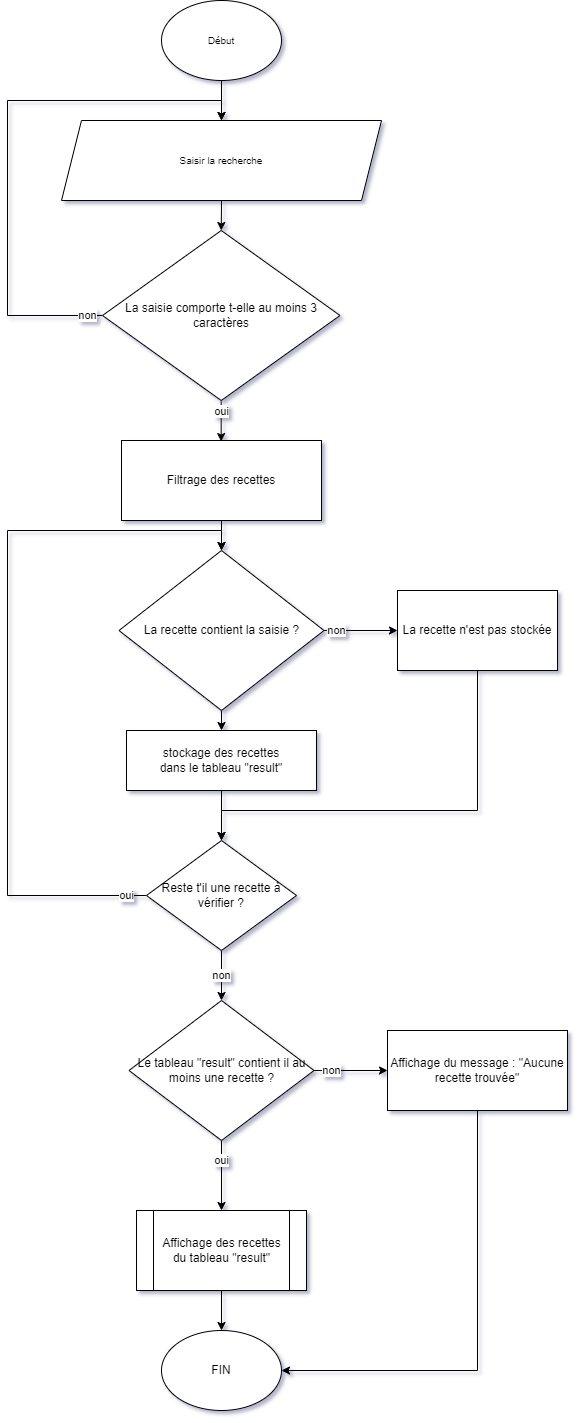 Début
Saisir la recherche
La saisie comporte t-elle au moins 3
caractères
non
oui
Filtrage des recettes
La recette contient la saisie ?
non
La recette n'est pas stockée
stockage des recettes
dans le tableau "result"
Reste t'il une recette à
vérifier ?
oui
non
Le tableau "result" contient il au
moins une recette ?
non
Affichage du message : "Aucune
recette trouvée"
oui
Affichage des recettes
du tableau "result"
FIN